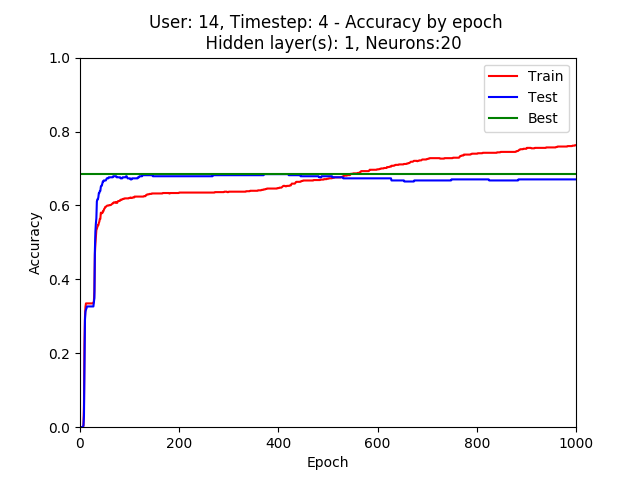 User: 14, Timestep: 4 - Accuracy by epoch
Hidden layer(s): 1, Neurons:20
1.0
0.8
0.6
0.4
0.2
0.0
Accuracy
Train
Test
Best
0
200
400
600
800
1000
Epoch